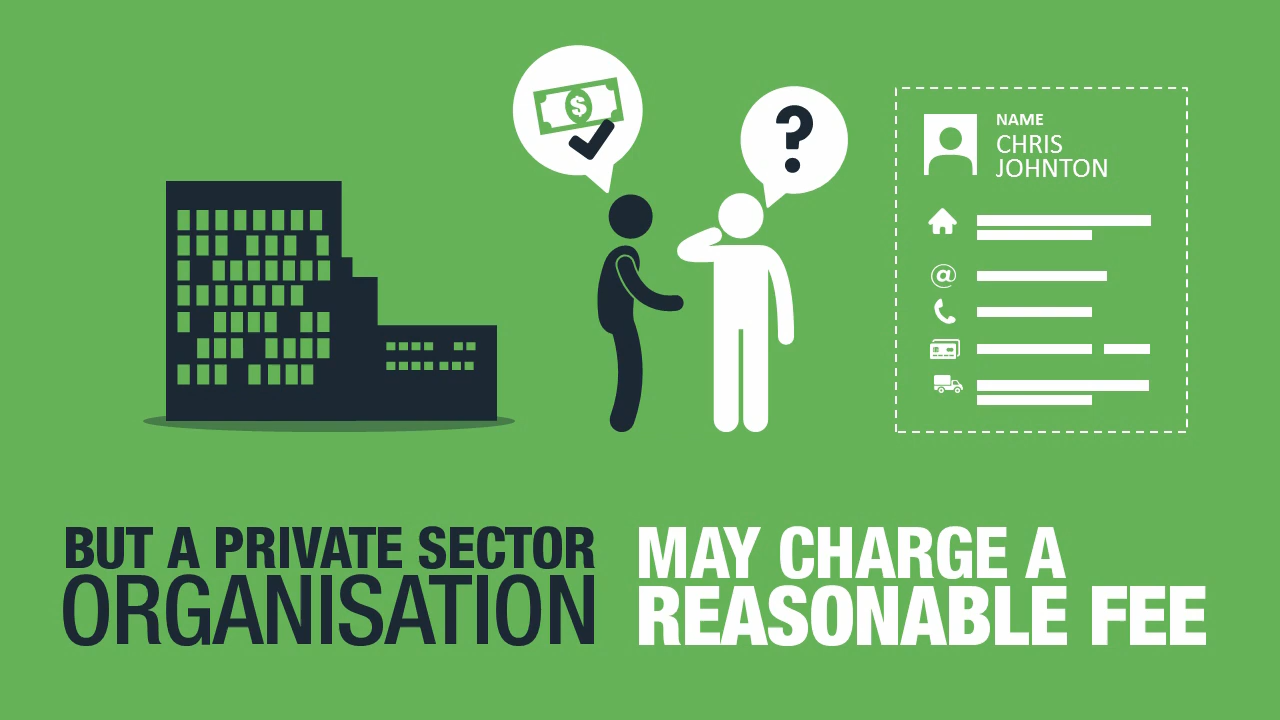 $
?
NAME
CHRIS
JOHNTON
@
BUT A PRIVATE SECTOR
ORGANISATION
MAY CHARGE A
REASONABLE FEE